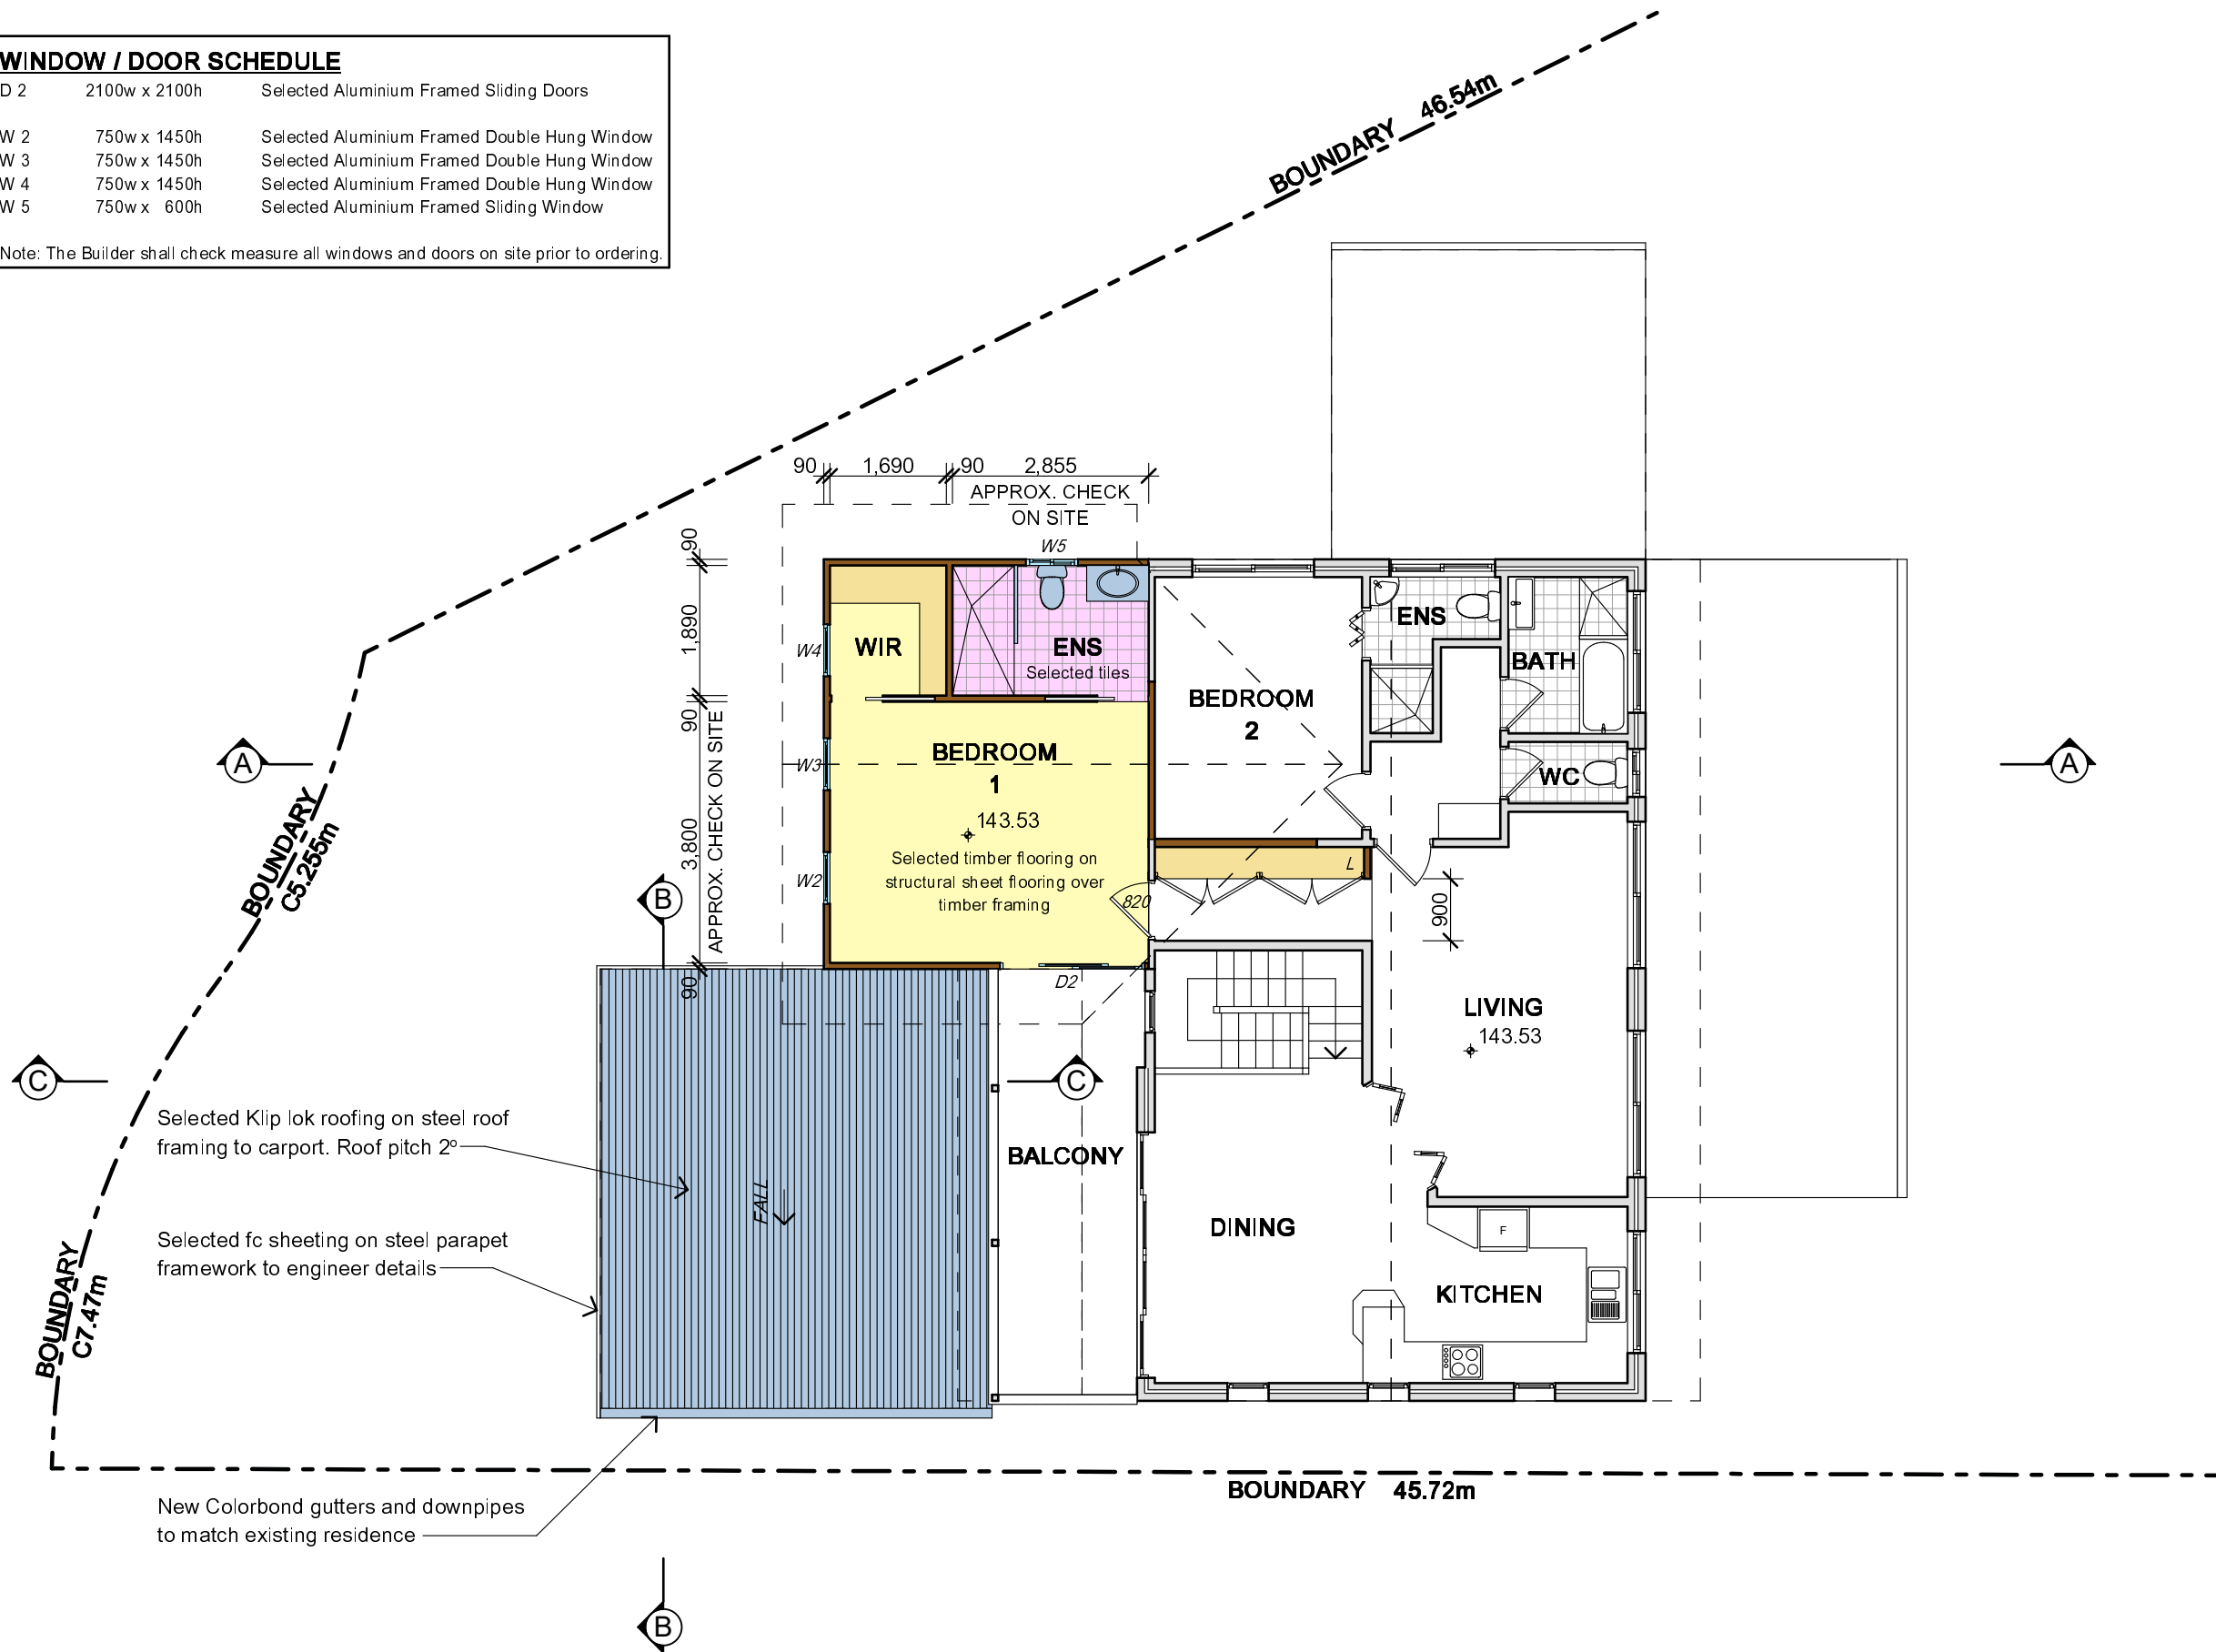 WINDOW / DOOR SCHEDULE
D 2 2100w x 2100h Selected Aluminium Framed Sliding Doors
W 2 750w x 1450h Selected Aluminium Framed Double Hung Window
W 3 750w x 1450h Selected Aluminium Framed Double Hung Window
W 4 750w x 1450h Selected Aluminium Framed Double Hung Window
W 5 750w x 600h Selected Aluminium Framed Sliding Window
Note: The Builder shall check measure all windows and doors on site prior to ordering.
BOUNDARY 46.54m
90 1,690 90 2,855
APPROX. CHECK
ON SITE
W5
90
1,890
90
3,800
90
APPROX. CHECK ON SITE
W4
W3
W2
WIR
ENS
Selected tiles
BEDROOM
1
143.53
Selected timber flooring on
structural sheet flooring over
timber framing
820
D2
BEDROOM
2
ENS
BATH
WC
L
900
LIVING
143.53
A
A
B
BOUNDARY
C5.255m
C
C
Selected Klip lok roofing on steel roof
framing to carport. Roof pitch 2º
FALL
BALCONY
DINING
F
KITCHEN
Selected fc sheeting on steel parapet
framework to engineer details
BOUNDARY
C7.47m
BOUNDARY 45.72m
New Colorbond gutters and downpipes
to match existing residence
B